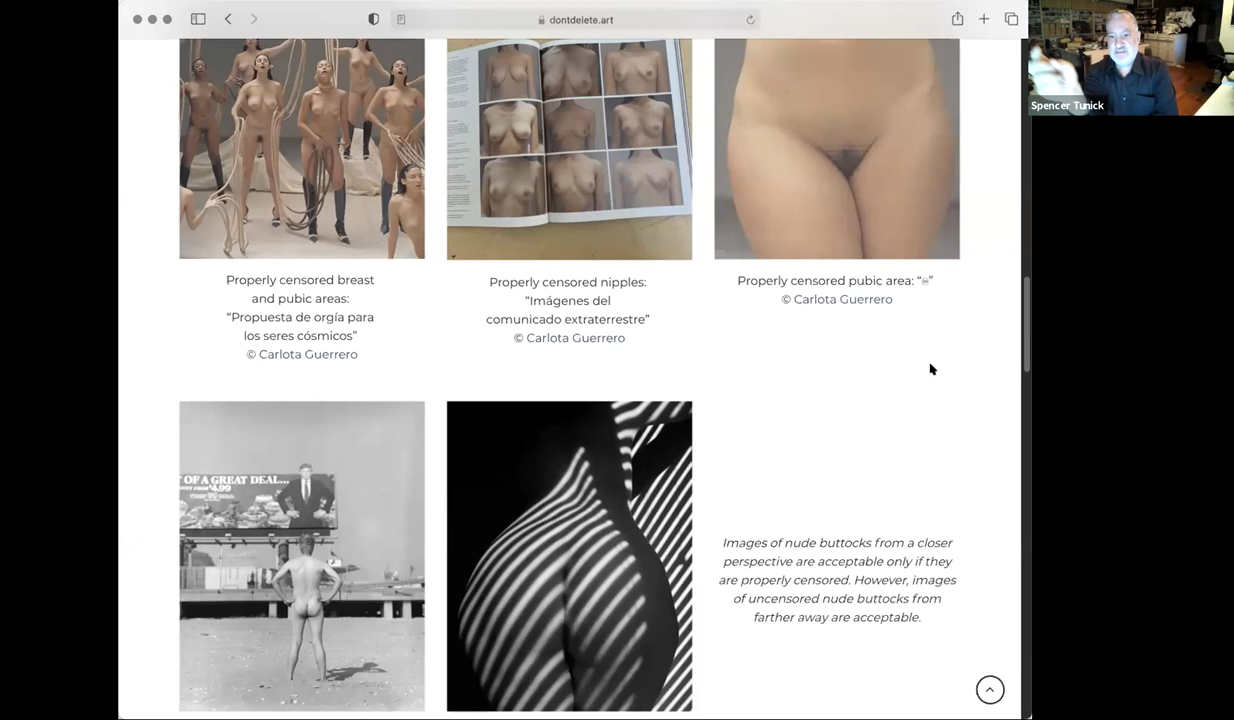 dontdelete.art
Spencer Tunick
OF A GREAT DEAL...
Properly censored breast
and pubic areas:
“Propuesta de orgía para
los seres cósmicos”
© Carlota Guerrero
Properly censored nipples:
“Imágenes del
comunicado extraterrestre”
© Carlota Guerrero
Properly censored pubic area: “
© Carlota Guerrero
$4.99
Images of nude buttocks from a closer
perspective are acceptable only if they
are properly censored. However, images
of uncensored nude buttocks from
farther away are acceptable.